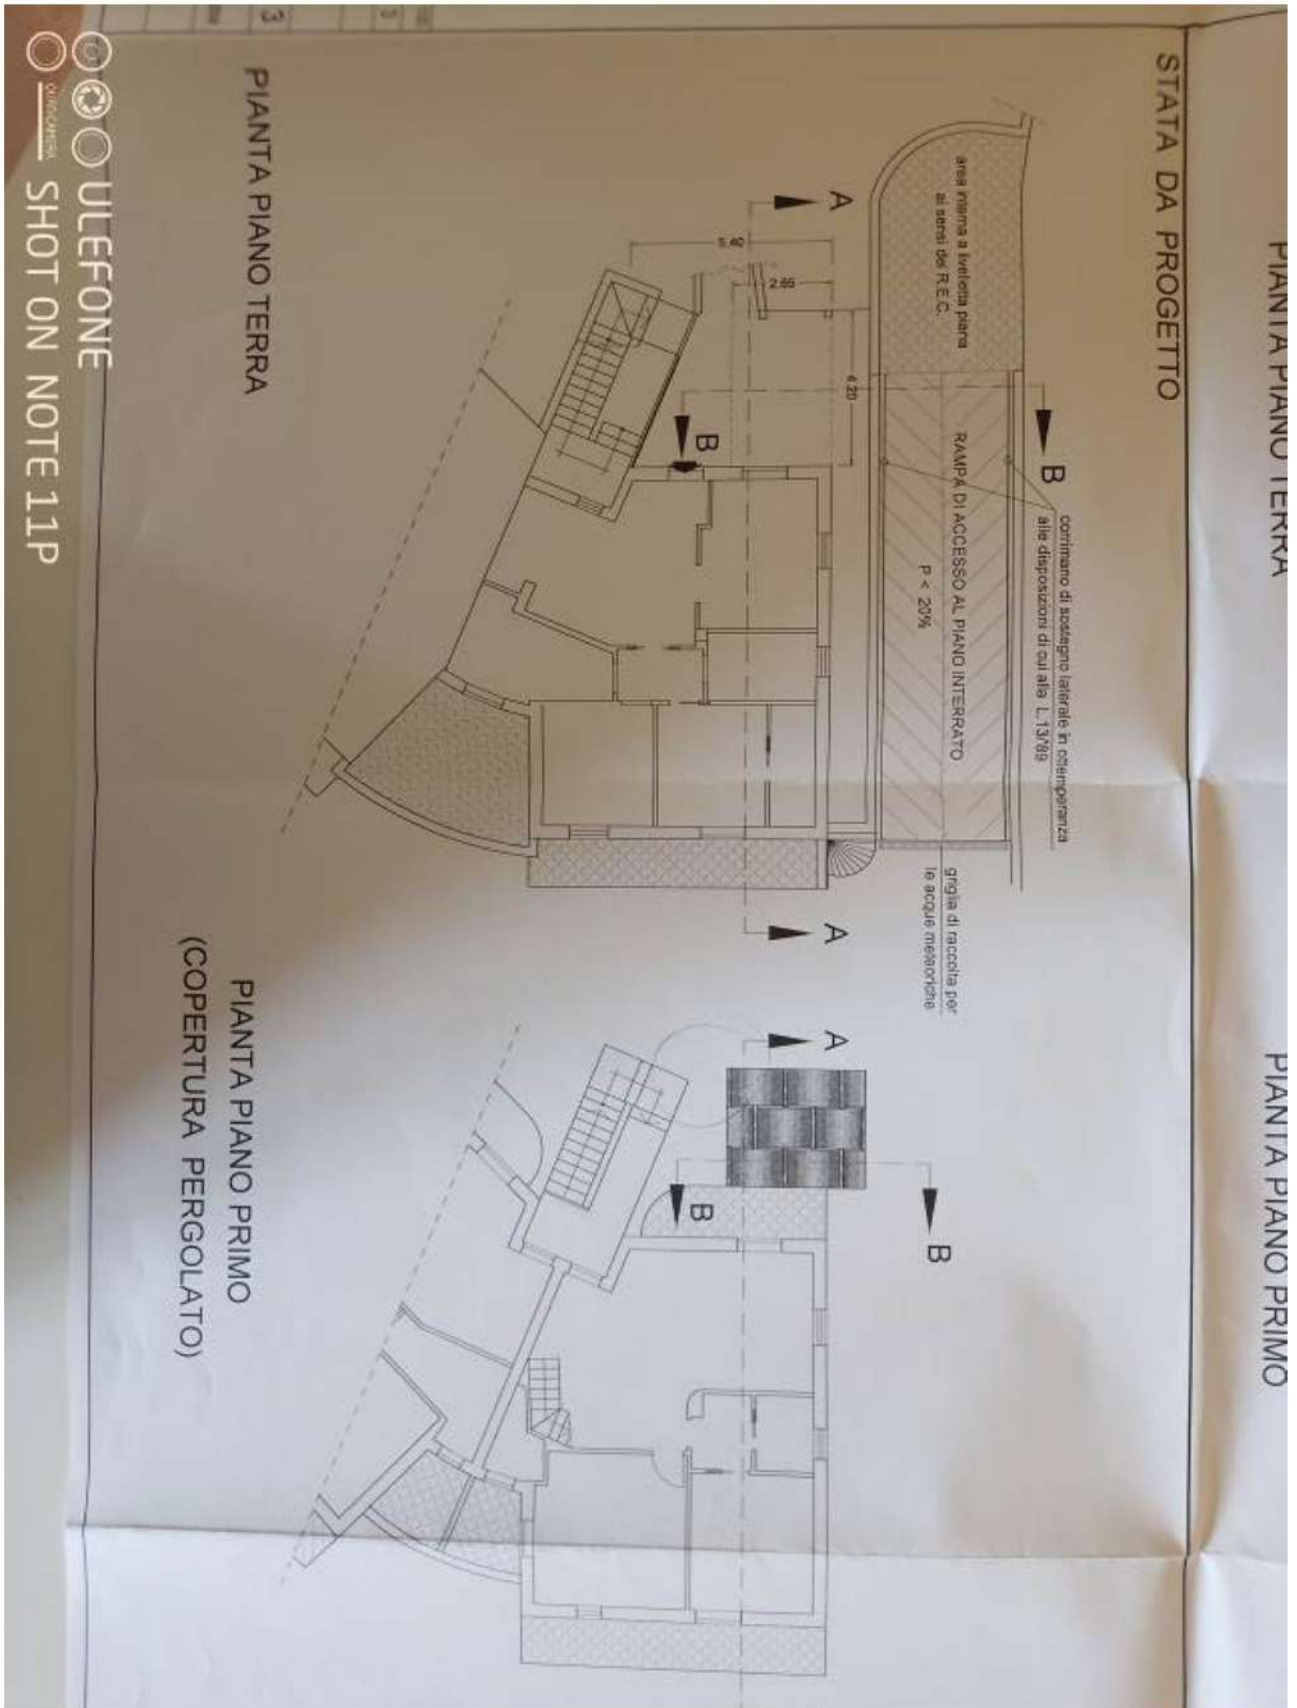 PIANTA PIANO TERRA
PIANTA PIANO PRIMO
STATA DA PROGETTO
corrimano di sostegno laterale in ottemperanza
alle disposizioni di cui alla L.13/89
area interna a livelletta piana
ai sensi del R.E.C.
RAMPA DI ACCESSO AL PIANO INTERRATO
P < 20%
griglia di raccolta per
le acque meteoriche
A
B
B
A
5.40
2.65
4.20
A
B
B
PIANTA PIANO TERRA
PIANTA PIANO PRIMO
(COPERTURA PERGOLATO)
3
ULEFONE
SHOT ON NOTE 11P